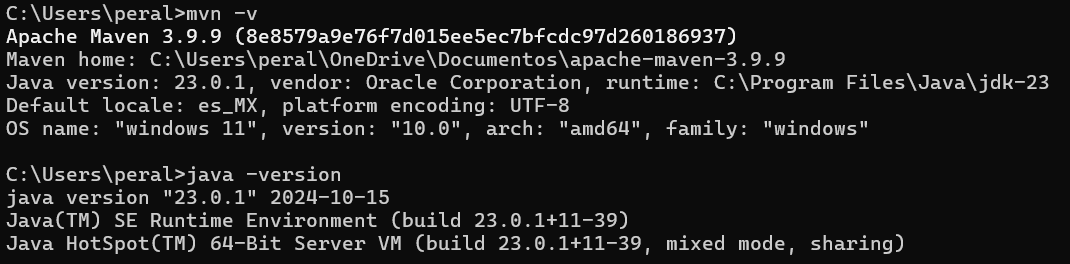 C:\Users\peral>mvn -v
Apache Maven 3.9.9 (8e8579a9e76f7d015ee5ec7bfcdc97d260186937)
Maven home: C:\Users\peral\OneDrive\Documentos\apache-maven-3.9.9
Java version: 23.0.1, vendor: Oracle Corporation, runtime: C:\Program Files\Java\jdk-23
Default locale: es_MX, platform encoding: UTF-8
OS name: "windows 11", version: "10.0", arch: "amd64", family: "windows"
C:\Users\peral>java -version
java version "23.0.1" 2024-10-15
Java(TM) SE Runtime Environment (build 23.0.1+11-39)
Java HotSpot(TM) 64-Bit Server VM (build 23.0.1+11-39, mixed mode, sharing)